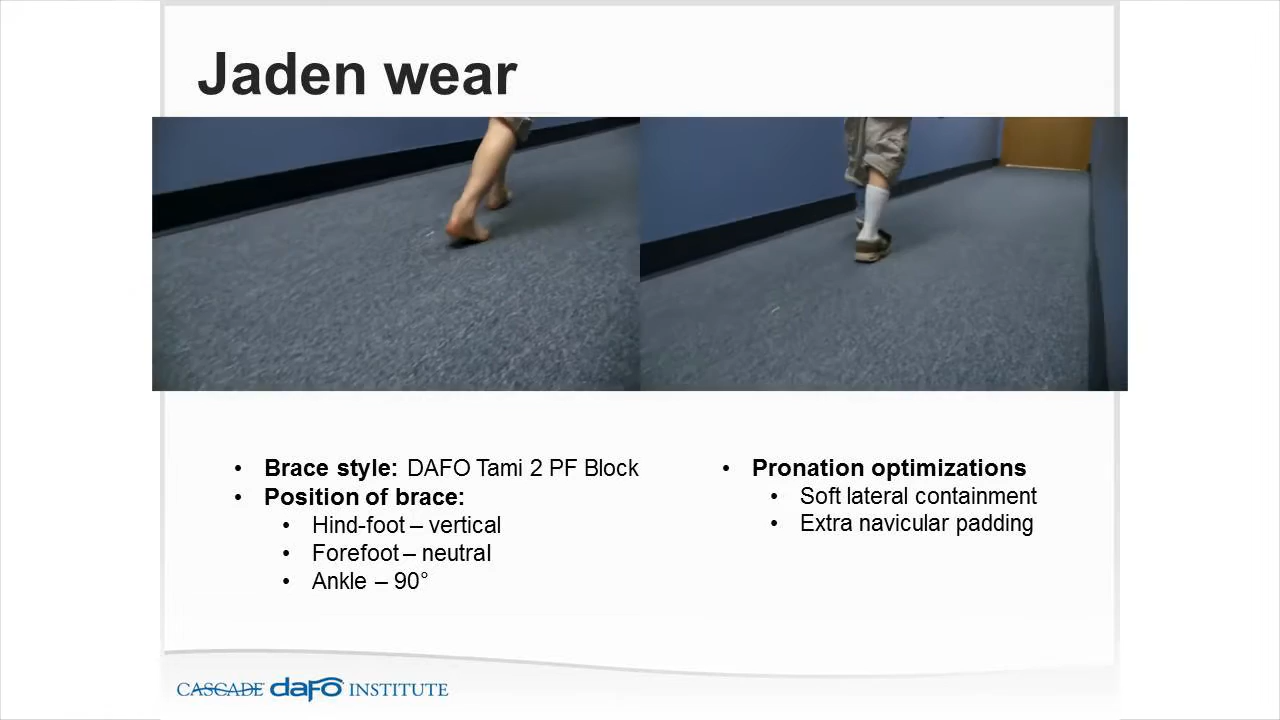 Jaden wear
• Brace style: DAFO Tami 2 PF Block
• Position of brace:
• Hind-foot – vertical
• Forefoot – neutral
• Ankle – 90°
• Pronation optimizations
• Soft lateral containment
• Extra navicular padding
CASCADE dafo INSTITUTE